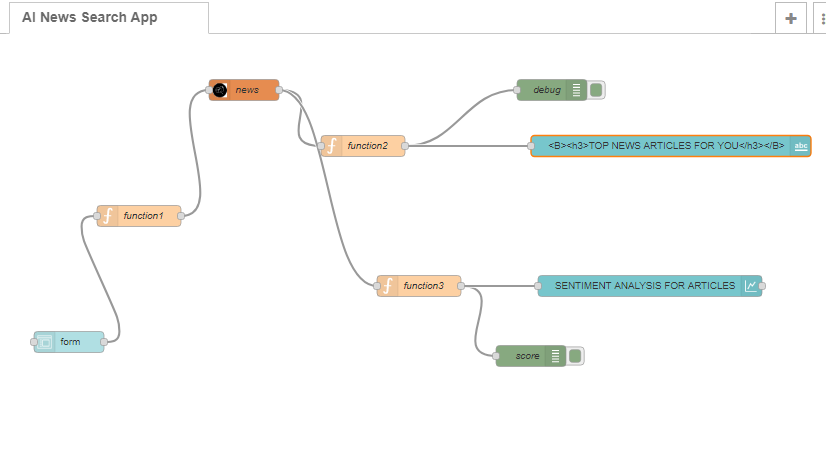 AI News Search App
news
debug
function2
<B><h3>TOP NEWS ARTICLES FOR YOU</h3></B>
abc
function1
function3
SENTIMENT ANALYSIS FOR ARTICLES
form
score